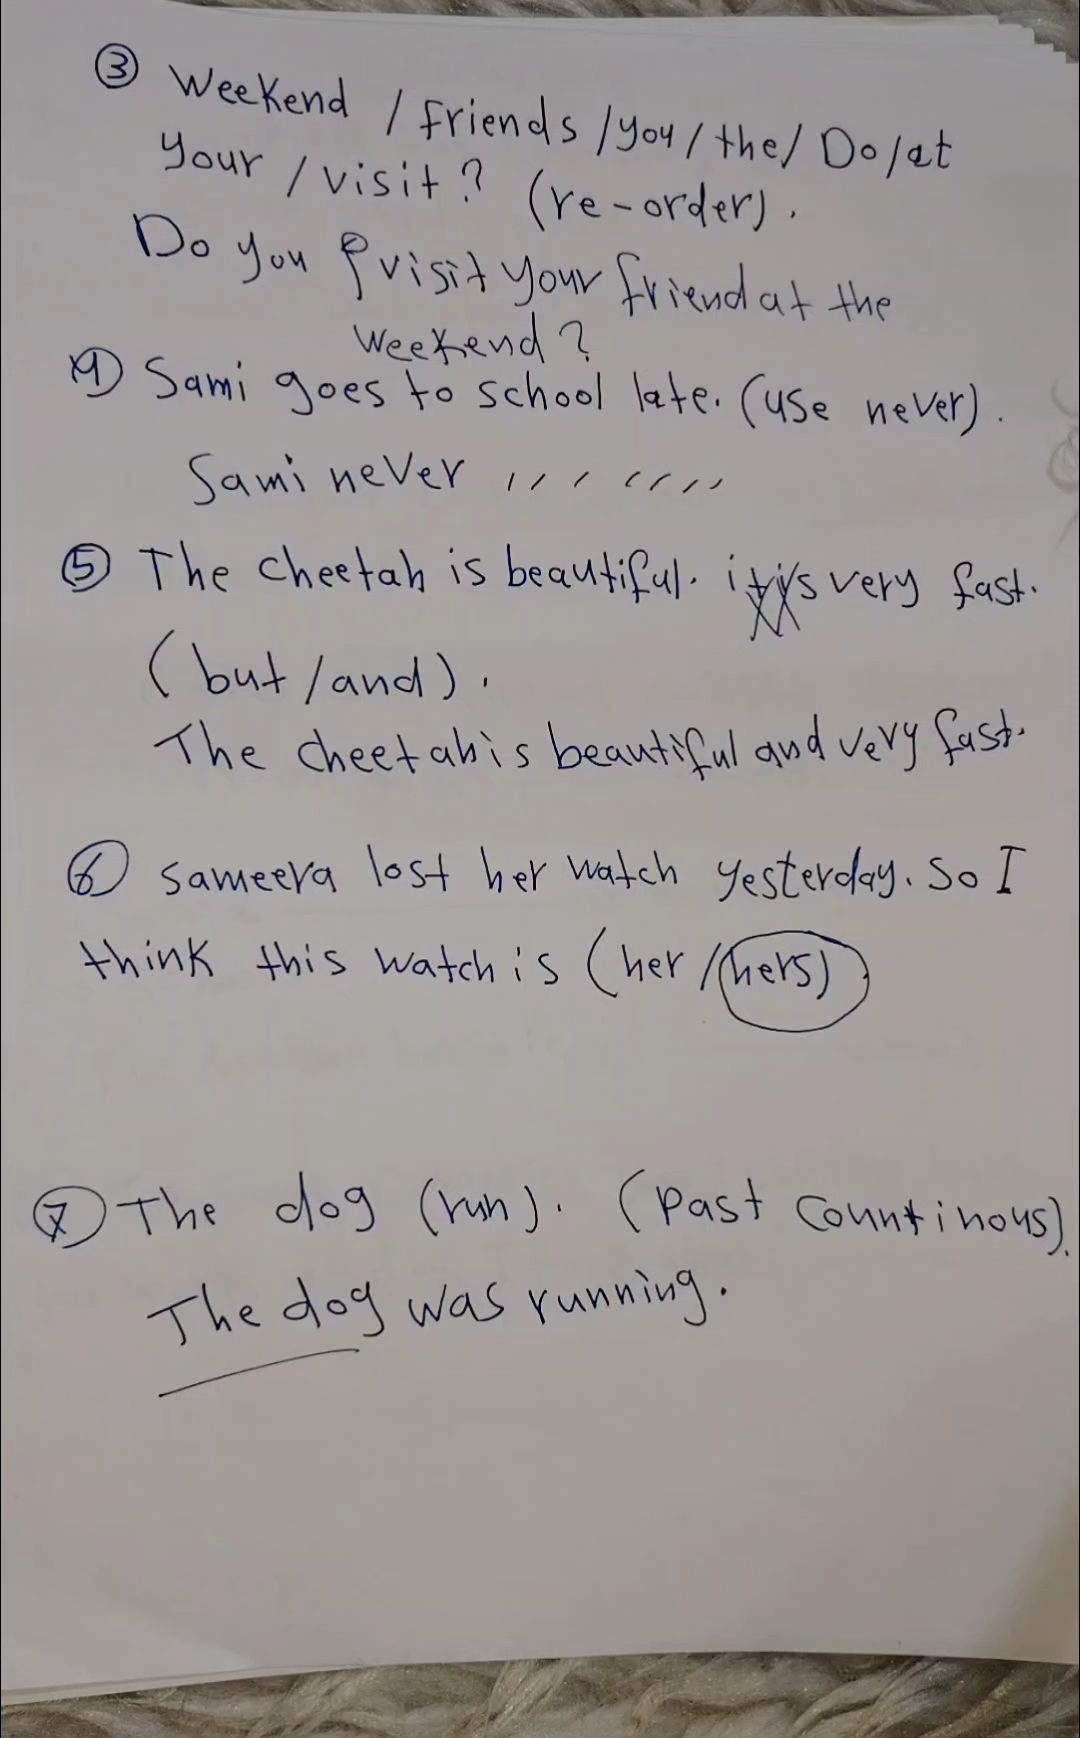 ③ Weekend / friends / you / the / Do / at
your / visit ? (re-order).
Do you visit your friend at the
weekend ?
④ Sami goes to school late. (use never).
Sami never
⑤ The cheetah is beautiful. it is very fast.
(but / and).
The cheetah is beautiful and very fast.
⑥ sameera lost her watch yesterday. So I
think this watch is (her / hers)
⑦ The dog (run). (Past Countinous).
The dog was running.